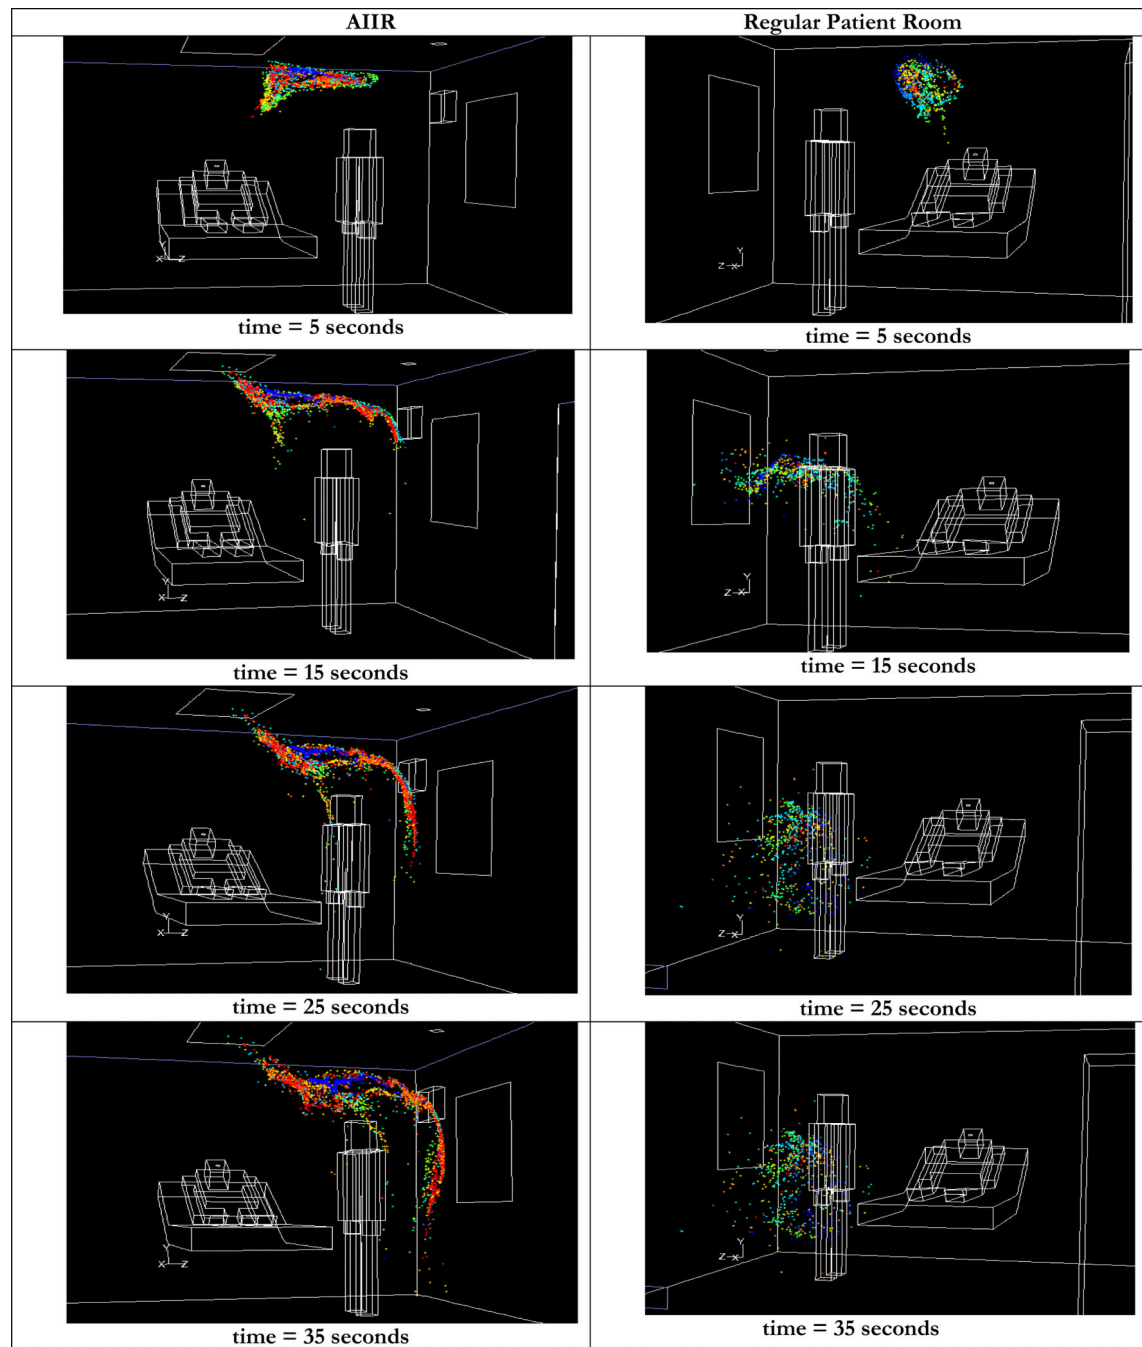 AIIR
Regular Patient Room
Y
X Z
time = 5 seconds
Y
Z X
time = 5 seconds
Y
X Z
time = 15 seconds
Y
Z X
time = 15 seconds
Y
X Z
time = 25 seconds
Y
Z X
time = 25 seconds
Y
X Z
time = 35 seconds
Y
Z X
time = 35 seconds